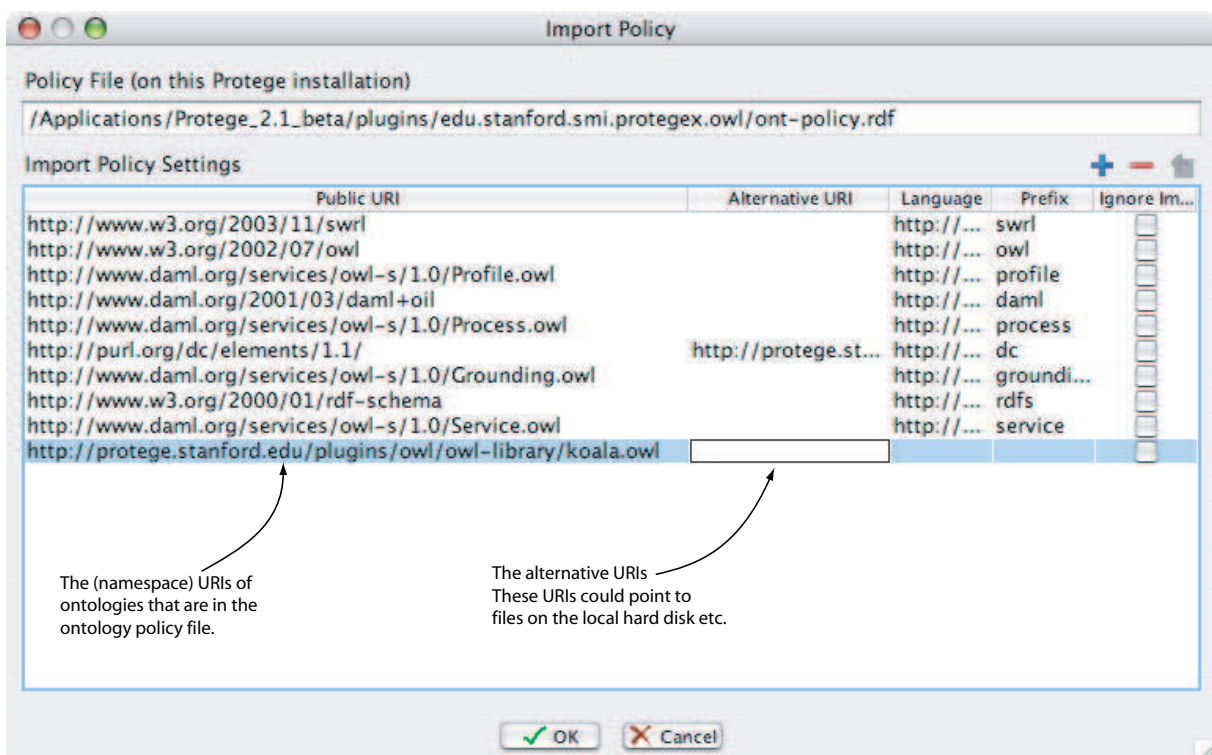 Import Policy
Policy File (on this Protege installation)
/Applications/Protege_2.1_beta/plugins/edu.stanford.smi.protegex.owl/ont-policy.rdf
Import Policy Settings
Public URI Alternative URI Language Prefix Ignore Im...
http://www.w3.org/2003/11/swrl http://... swrl
http://www.w3.org/2002/07/owl http://... owl
http://www.daml.org/services/owl-s/1.0/Profile.owl http://... profile
http://www.daml.org/2001/03/daml+oil http://... daml
http://www.daml.org/services/owl-s/1.0/Process.owl http://... process
http://purl.org/dc/elements/1.1/ http://protege.st... http://... dc
http://www.daml.org/services/owl-s/1.0/Grounding.owl http://... groundi...
http://www.w3.org/2000/01/rdf-schema http://... rdfs
http://www.daml.org/services/owl-s/1.0/Service.owl http://... service
http://protege.stanford.edu/plugins/owl/owl-library/koala.owl
The (namespace) URIs of
ontologies that are in the
ontology policy file.
The alternative URIs
These URIs could point to
files on the local hard disk etc.
OK Cancel